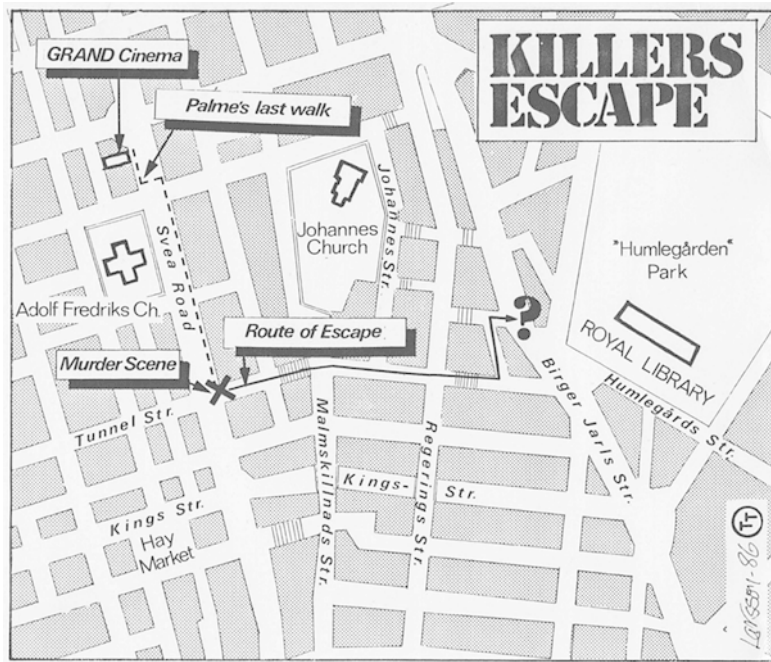 KILLERS
ESCAPE
GRAND Cinema
Palme's last walk
Johannes Str.
Johannes
Church
"Humlegården"
Park
Svea Road
Adolf Fredriks Ch.
?
ROYAL LIBRARY
Route of Escape
Murder Scene
Birger Jarls Str.
Humlegårds Str.
Tunnel Str.
Malmskillnads Str.
Regerings Str.
Kings- Str.
Kings Str.
Hay
Market
TT
Larsson-86